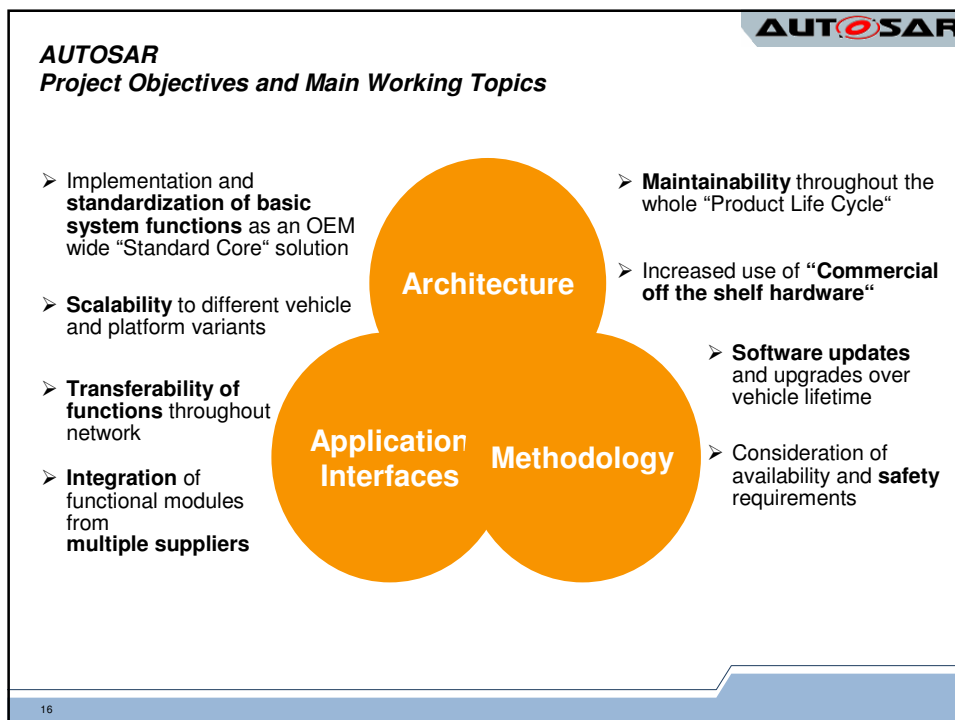 AUTOSAR
AUTOSAR
Project Objectives and Main Working Topics
➢ Implementation and
standardization of basic
system functions as an OEM
wide “Standard Core“ solution
➢ Scalability to different vehicle
and platform variants
➢ Transferability of
functions throughout
network
➢ Integration of
functional modules
from
multiple suppliers
Architecture
Application
Interfaces
Methodology
➢ Maintainability throughout the
whole “Product Life Cycle“
➢ Increased use of “Commercial
off the shelf hardware“
➢ Software updates
and upgrades over
vehicle lifetime
➢ Consideration of
availability and safety
requirements
16